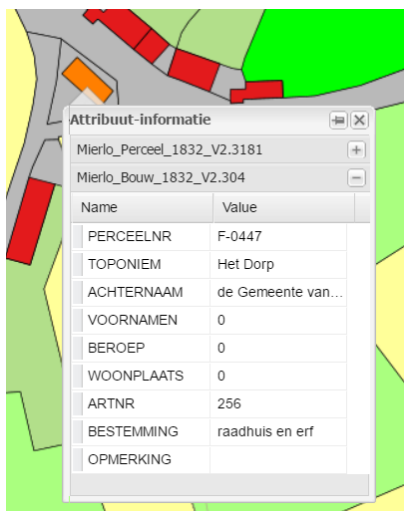 Attribuut-informatie
Mierlo_Perceel_1832_V2.3181
Mierlo_Bouw_1832_V2.304
Name Value
PERCEELNR F-0447
TOPONIEM Het Dorp
ACHTERNAAM de Gemeente van...
VOORNAMEN 0
BEROEP 0
WOONPLAATS 0
ARTNR 256
BESTEMMING raadhuis en erf
OPMERKING